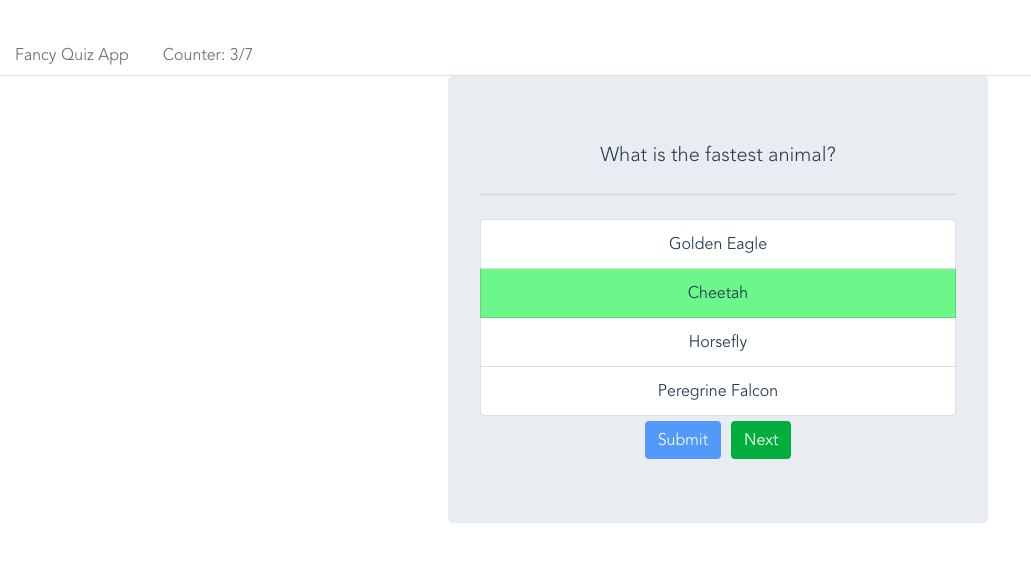 Fancy Quiz App Counter: 3/7
What is the fastest animal?
Golden Eagle
Cheetah
Horsefly
Peregrine Falcon
Submit Next